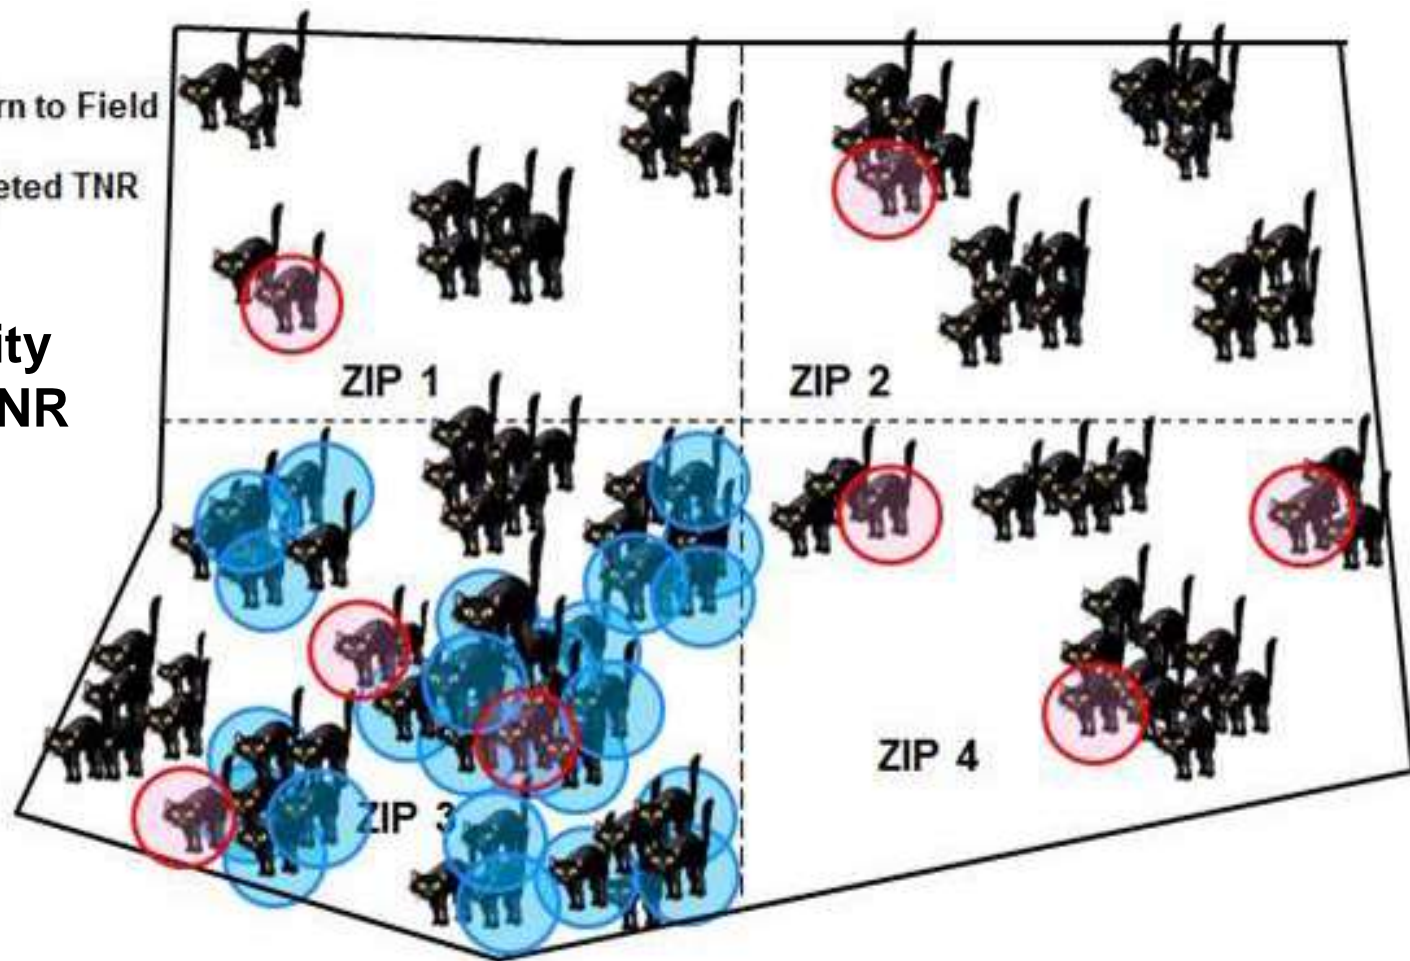 rn to Field
eted TNR
ity
NR
ZIP 1
ZIP 2
ZIP 3
ZIP 4